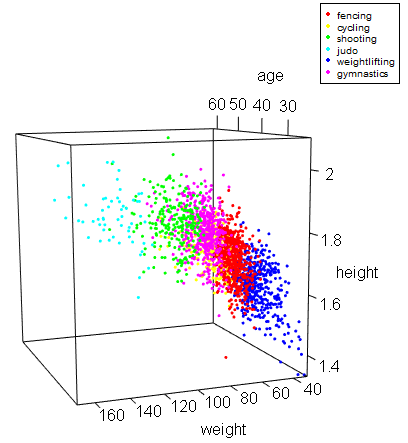 fencing
cycling
shooting
judo
weightlifting
gymnastics
age
60 50 40 30
2
1.8
height
1.6
1.4
160 140 120 100 80 60 40
weight